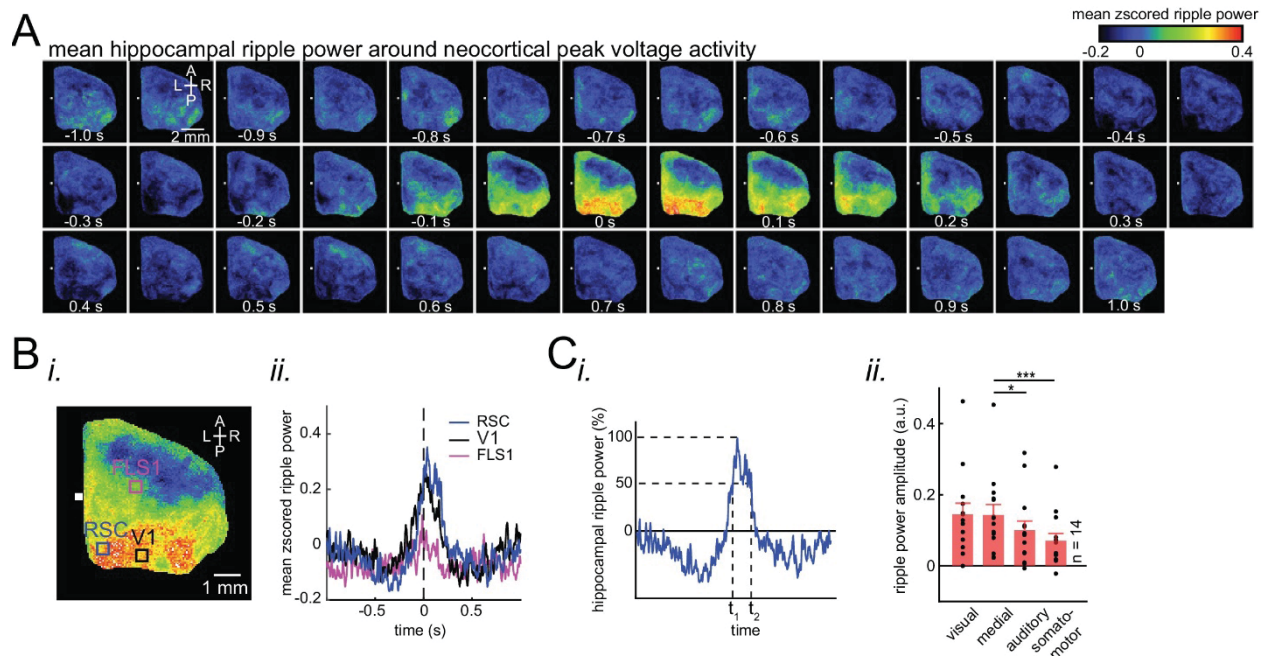 A
mean hippocampal ripple power around neocortical peak voltage activity
mean zscored ripple power
-0.2 0 0.4
A
L R
P
2 mm
-1.0 s -0.9 s -0.8 s -0.7 s -0.6 s -0.5 s -0.4 s
-0.3 s -0.2 s -0.1 s 0 s 0.1 s 0.2 s 0.3 s
0.4 s 0.5 s 0.6 s 0.7 s 0.8 s 0.9 s 1.0 s
B
i.
A
L R
P
FLS1
RSC
V1
1 mm
ii.
mean zscored ripple power
0.4
0.2
0
-0.2
RSC
V1
FLS1
-0.5 0 0.5
time (s)
C
i.
hippocampal ripple power (%)
100
50
0
t1 t2
time
ii.
ripple power amplitude (a.u.)
0.4
0.2
0
***
*
n = 14
visual
medial
auditory
somato-
motor